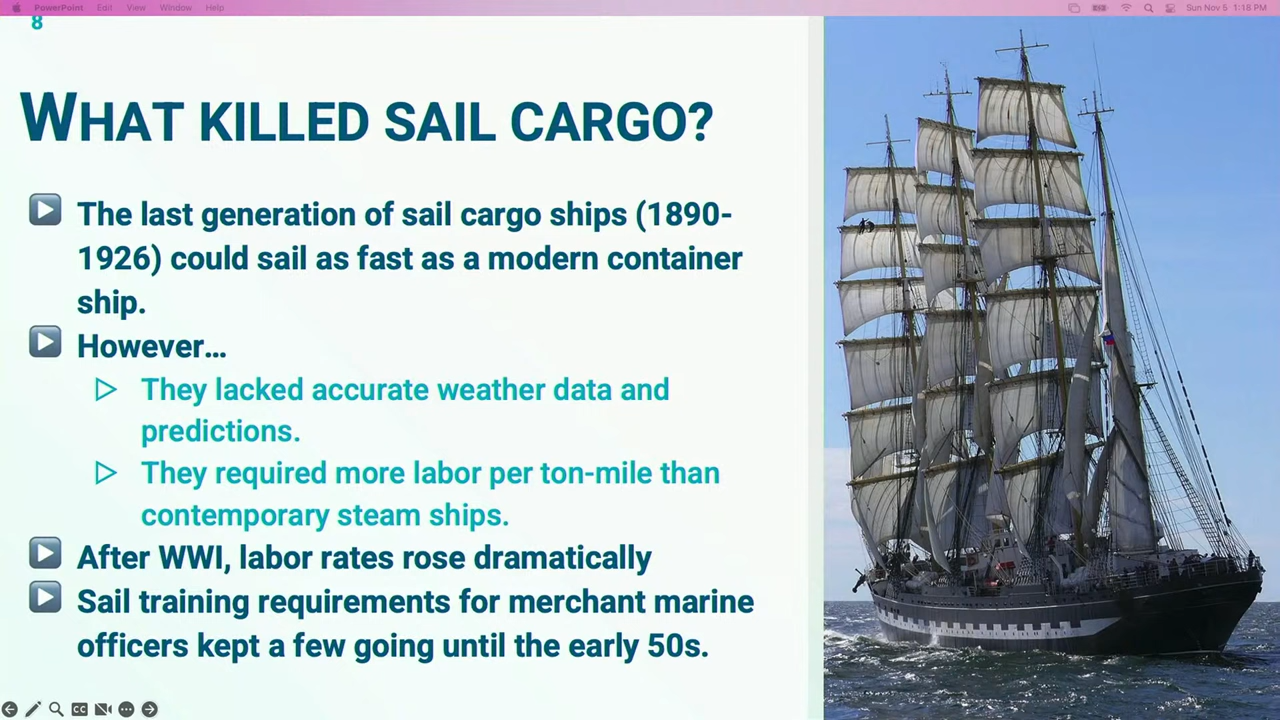 PowerPoint Edit View Window Help Sun Nov 5 1:18 PM
8
WHAT KILLED SAIL CARGO?
The last generation of sail cargo ships (1890-
1926) could sail as fast as a modern container
ship.
However…
They lacked accurate weather data and
predictions.
They required more labor per ton-mile than
contemporary steam ships.
After WWI, labor rates rose dramatically
Sail training requirements for merchant marine
officers kept a few going until the early 50s.
CC